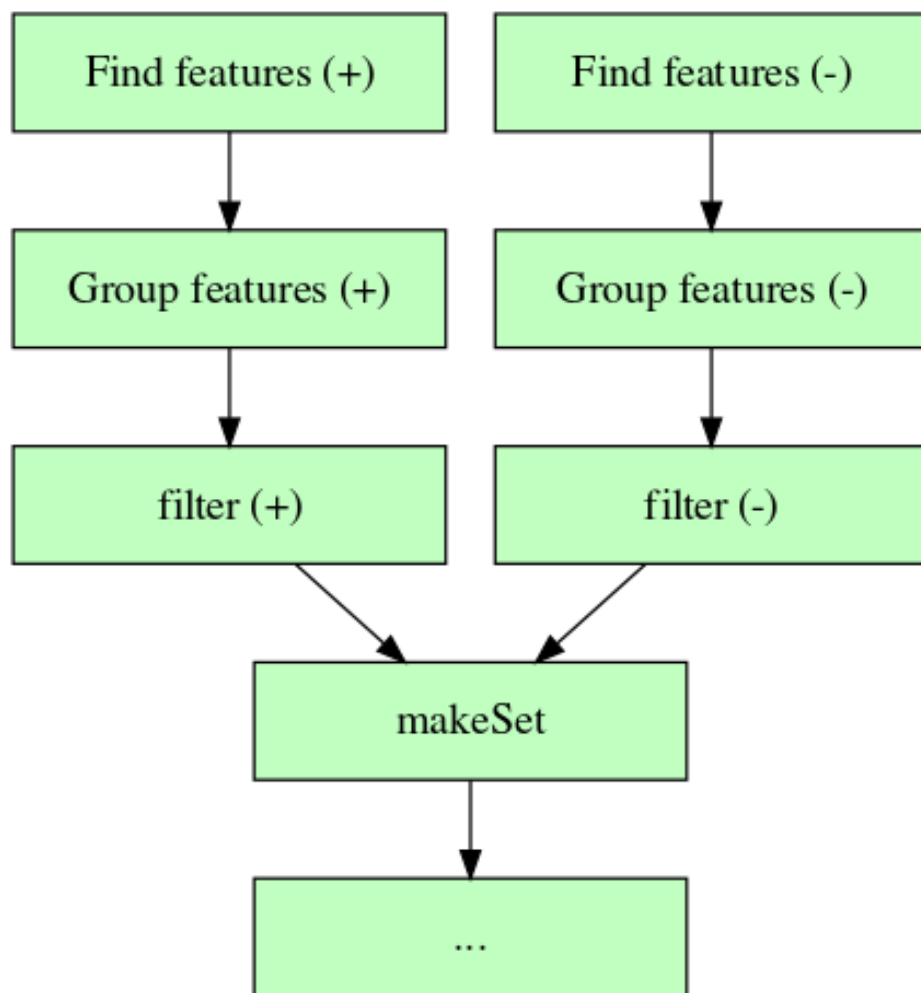 Find features (+)
Find features (-)
Group features (+)
Group features (-)
filter (+)
filter (-)
makeSet
...